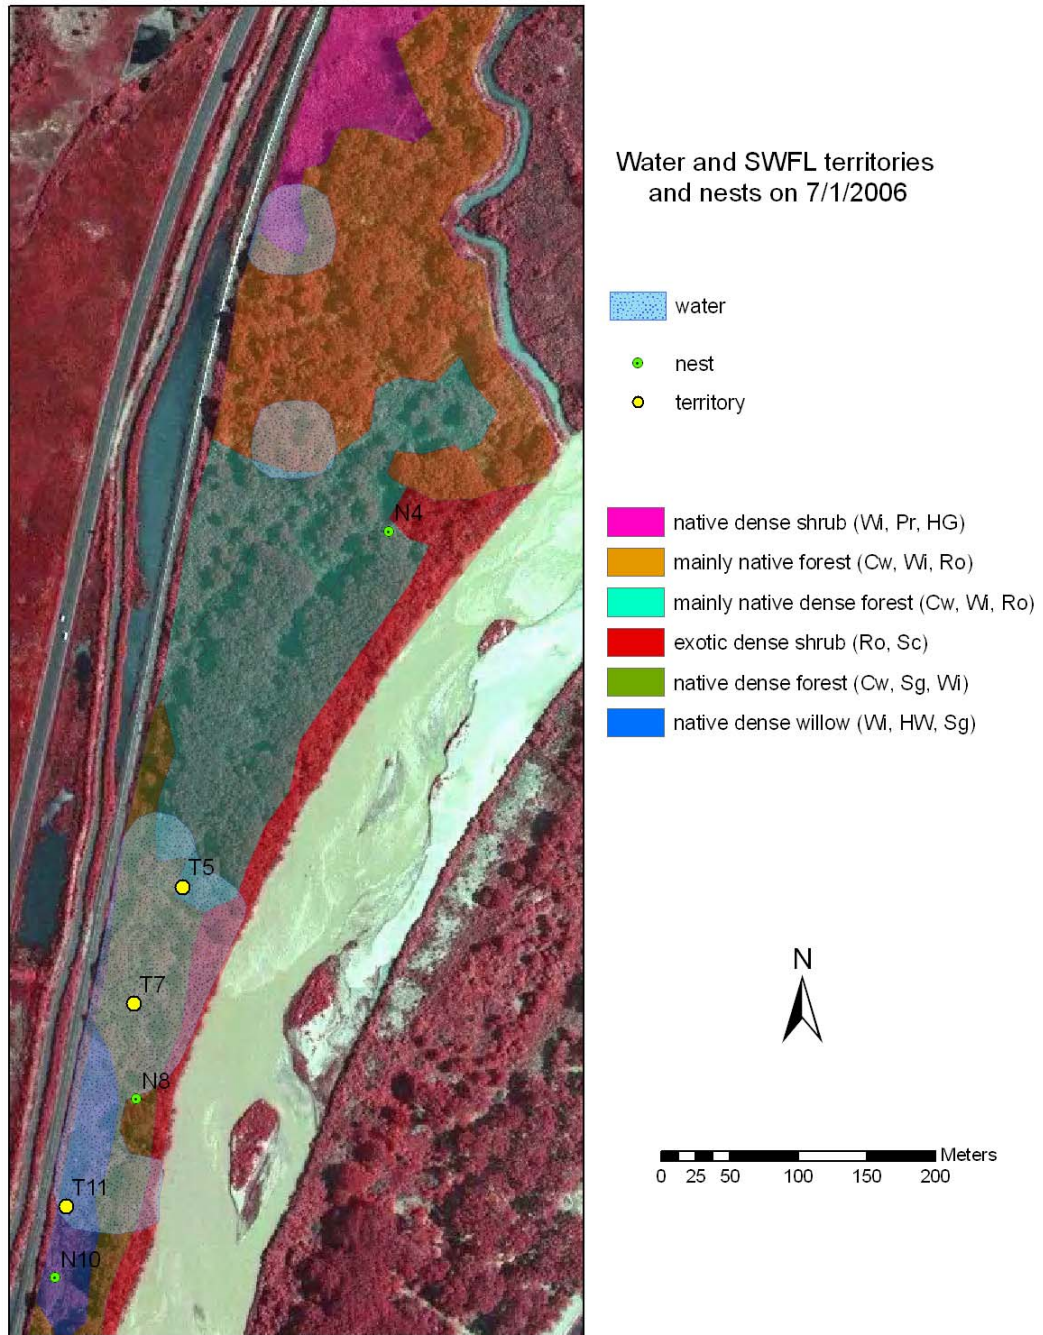 Water and SWFL territories
and nests on 7/1/2006
water
nest
territory
native dense shrub (Wi, Pr, HG)
mainly native forest (Cw, Wi, Ro)
mainly native dense forest (Cw, Wi, Ro)
exotic dense shrub (Ro, Sc)
native dense forest (Cw, Sg, Wi)
native dense willow (Wi, HW, Sg)
N4
T5
T7
N8
T11
N10
N
Meters
0 25 50 100 150 200